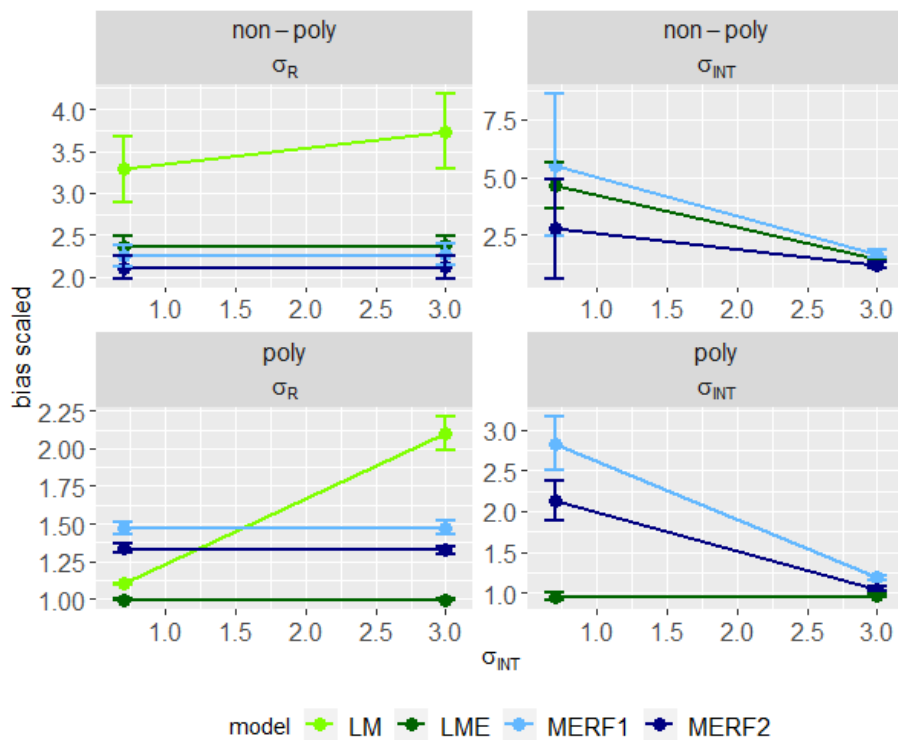 non – poly
σR
non – poly
σINT
4.0
3.5
3.0
2.5
2.0
7.5
5.0
2.5
1.0 1.5 2.0 2.5 3.0
1.0 1.5 2.0 2.5 3.0
bias scaled
poly
σR
poly
σINT
2.25
2.00
1.75
1.50
1.25
1.00
3.0
2.5
2.0
1.5
1.0
1.0 1.5 2.0 2.5 3.0
1.0 1.5 2.0 2.5 3.0
σINT
model LM LME MERF1 MERF2